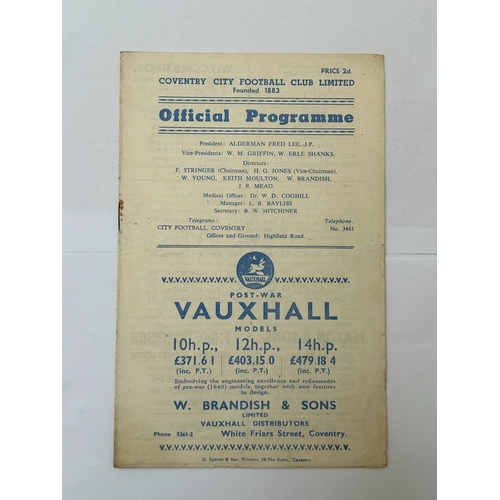 PRICE 2d.
COVENTRY CITY FOOTBALL CLUB LIMITED
Founded 1883
Official Programme
President: ALDERMAN FRED LEE, J.P.
Vice-Presidents: W. M. GRIFFIN, W. ERLE SHANKS.
Directors:
F. STRINGER (Chairman), H. G. JONES (Vice-Chairman),
W. YOUNG, KEITH MOULTON, W. BRANDISH,
J. R. MEAD.
Medical Officer: Dr. W. D. COGHILL
Manager: L. R. BAYLISS
Secretary: B. W. HITCHINER
Telegrams: Telephone
CITY FOOTBALL, COVENTRY No. 3461
Offices and Ground: Highfield Road.
POST-WAR
VAUXHALL
MODELS
10h.p., 12h.p., 14h.p.
£371.6 1 £403.15.0 £479.18 4
(inc. P.T.) (inc. P.T.) (inc. P.T.)
Embodying the engineering excellence and refinements
of pre-war (1940) models, together with new features
in design.
W. BRANDISH & SONS
LIMITED
VAUXHALL DISTRIBUTORS
Phone 5361-2 White Friars Street, Coventry.
Printers, Coventry